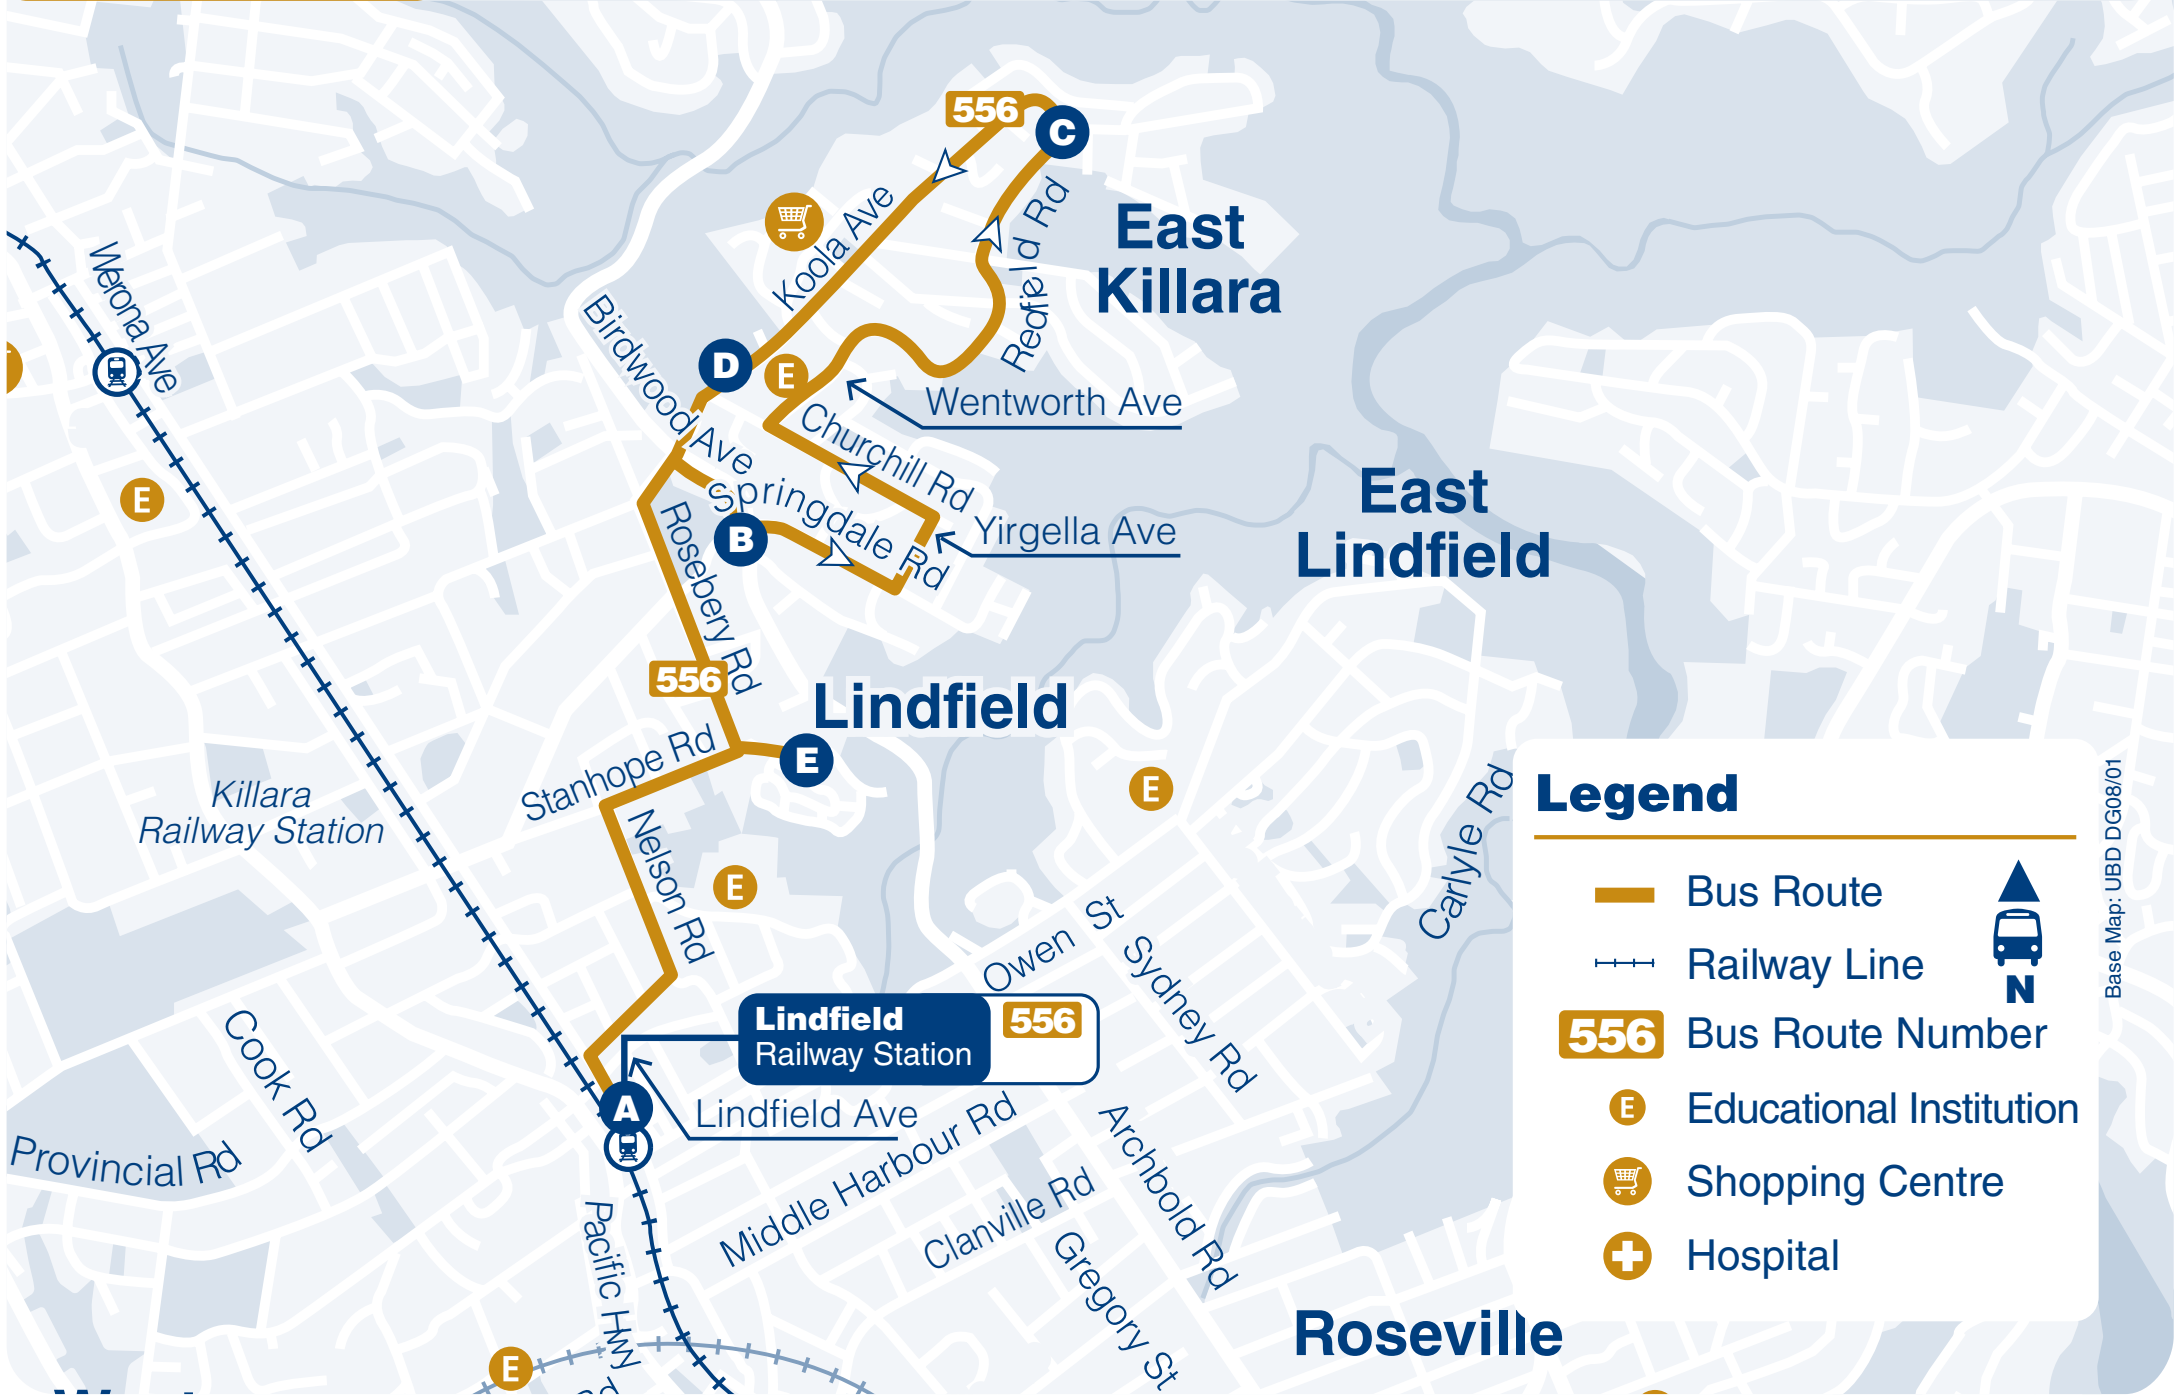 556
C
Koola Ave
Redfield Rd
East
Killara
Werona Ave
Birdwood Ave
D
E
Wentworth Ave
Churchill Rd
Springdale Rd
E
B
Yirgella Ave
East
Lindfield
Rosebery Rd
556
Lindfield
Stanhope Rd
E
E
Killara
Railway Station
Nelson Rd
E
Carlyle Rd
Owen St
Sydney Rd
Lindfield
Railway Station
556
Cook Rd
A
Lindfield Ave
Provincial Rd
Middle Harbour Rd
Archbold Rd
Clanville Rd
Pacific Hwy
Gregory St
Roseville
E
Legend
Bus Route
Railway Line
N
556
Bus Route Number
E
Educational Institution
Shopping Centre
Hospital
Base Map: UBD DG08/01